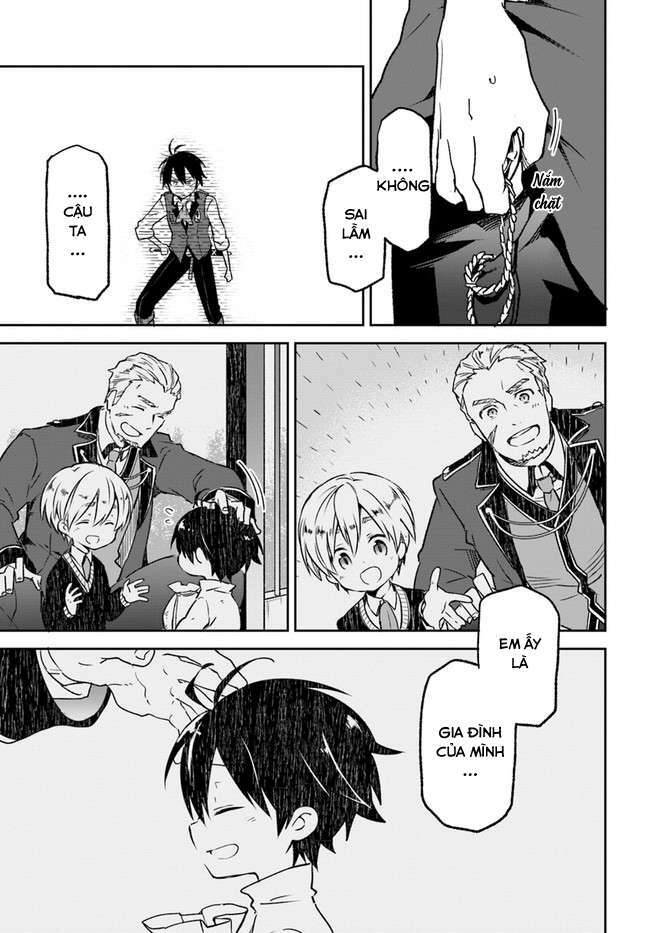 Nắm
chặt
....
KHÔNG
SAI
LẦM
....
CẬU
TA
...
EM ẤY
LÀ
GIA ĐÌNH
CỦA MÌNH
...